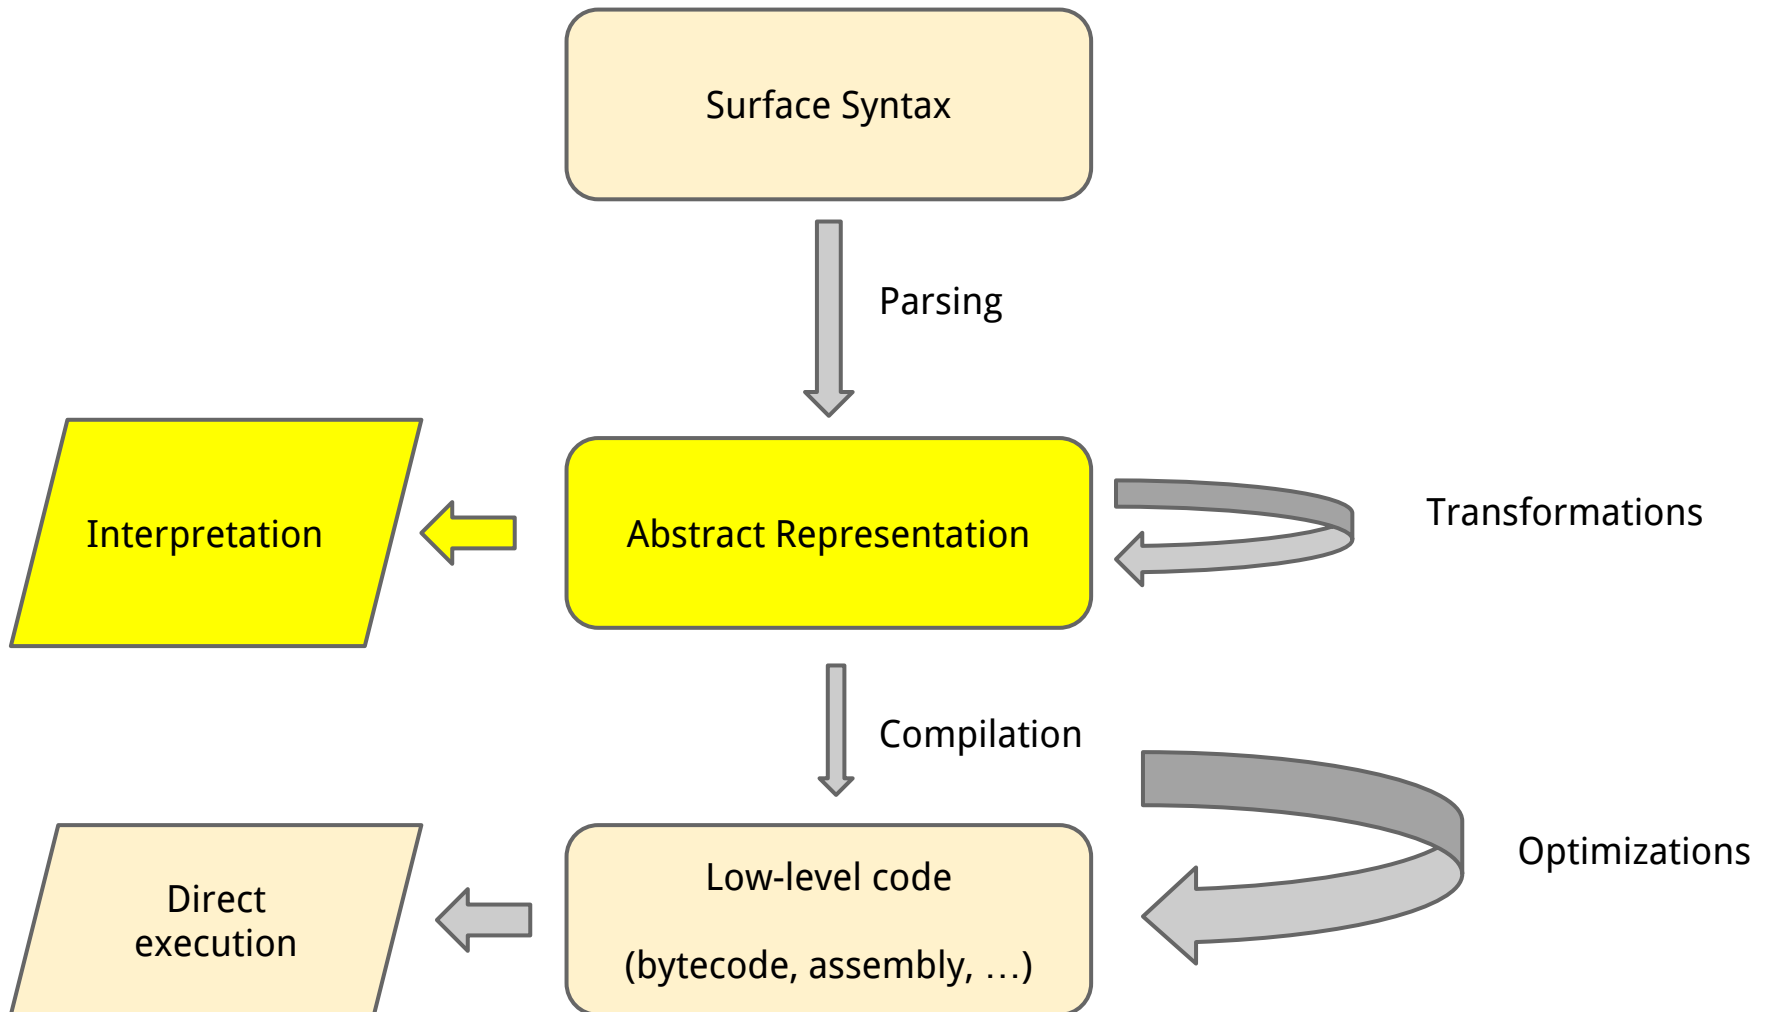 Surface Syntax
Parsing
Interpretation
Abstract Representation
Transformations
Compilation
Direct
execution
Low-level code
(bytecode, assembly, …)
Optimizations